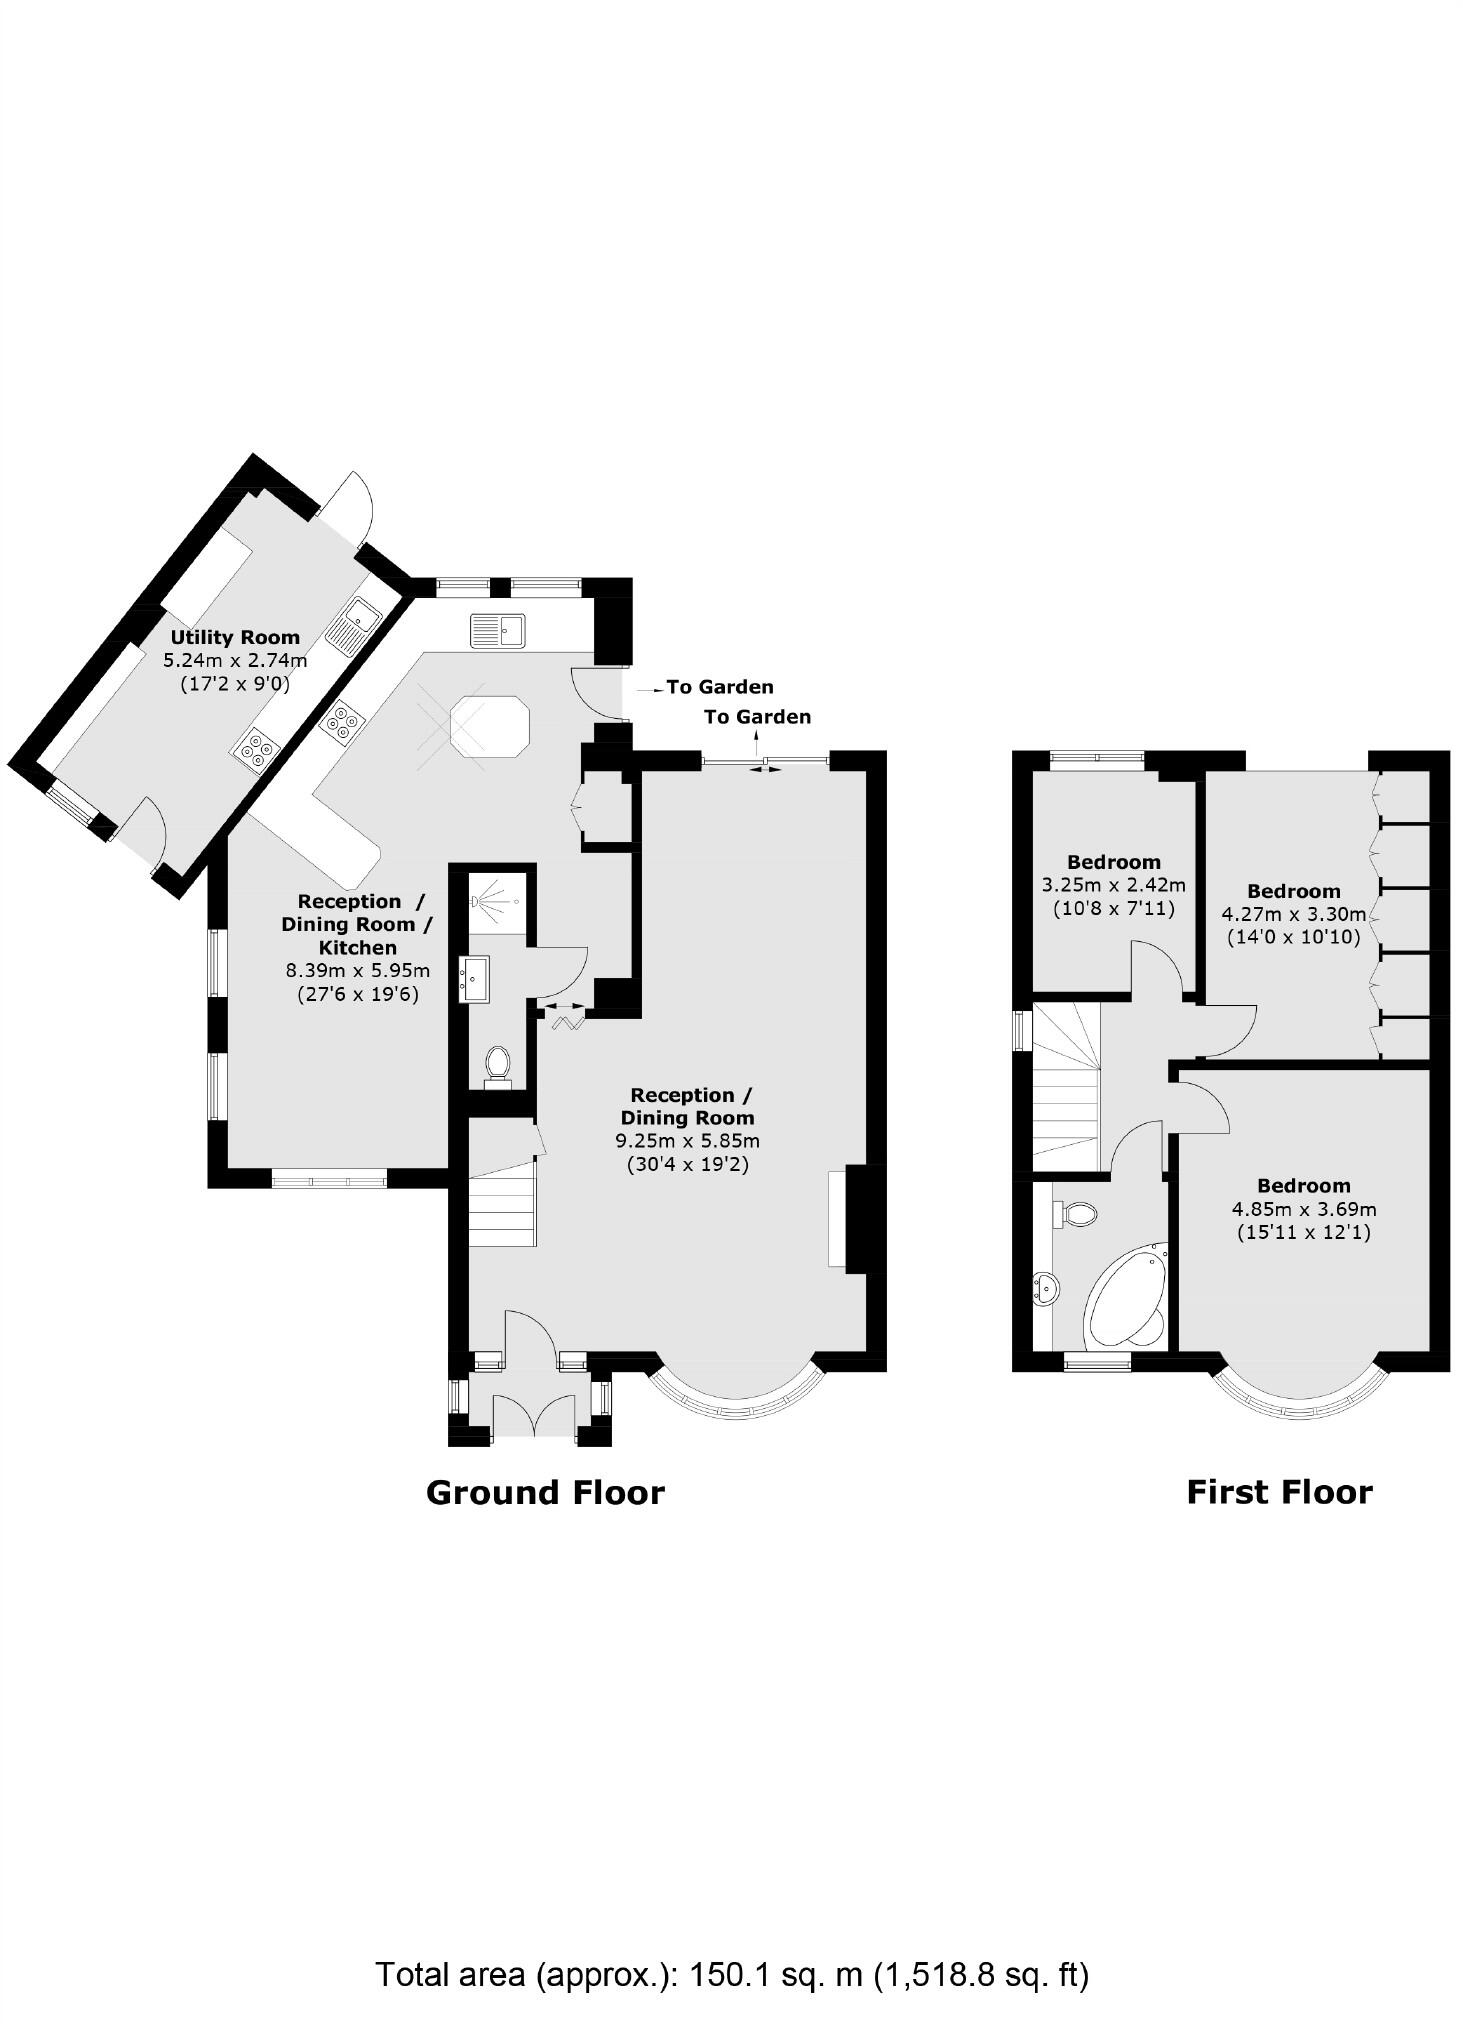 Utility Room
5.24m x 2.74m
(17'2 x 9'0)
To Garden
To Garden
Reception /
Dining Room /
Kitchen
8.39m x 5.95m
(27'6 x 19'6)
Reception /
Dining Room
9.25m x 5.85m
(30'4 x 19'2)
Bedroom
3.25m x 2.42m
(10'8 x 7'11)
Bedroom
4.27m x 3.30m
(14'0 x 10'10)
Bedroom
4.85m x 3.69m
(15'11 x 12'1)
Ground Floor
First Floor
Total area (approx.): 150.1 sq. m (1,518.8 sq. ft)